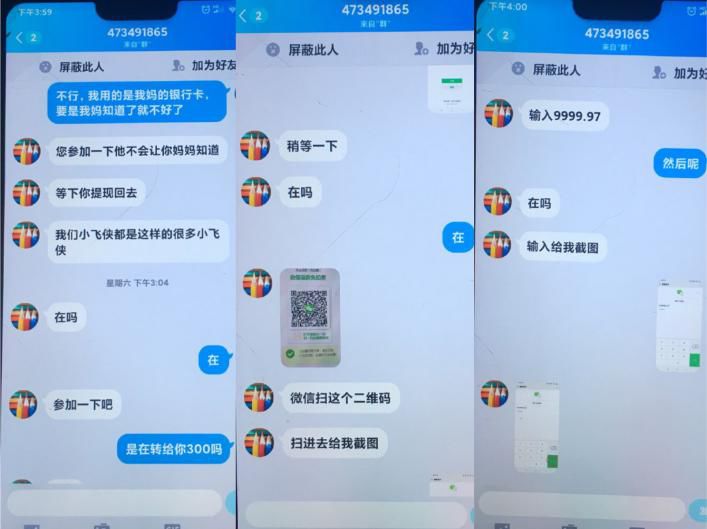 下午3:59
2
473491865
来自"群"
屏蔽此人
加为好友
不行，我用的是我妈的银行卡，
要是我妈知道了就不好了
您参加一下他不会让你妈妈知道
等下你提现回去
我们小飞侠都是这样的很多小飞
侠
星期六 下午3:04
在吗
在
参加一下吧
是在转给你300吗
2
473491865
来自"群"
屏蔽此人
加为好
稍等一下
在吗
在
微信扫这个二维码
扫进去给我截图
下午4:00
2
473491865
来自"群"
屏蔽此人
加为好
输入9999.97
然后呢
在吗
输入给我截图